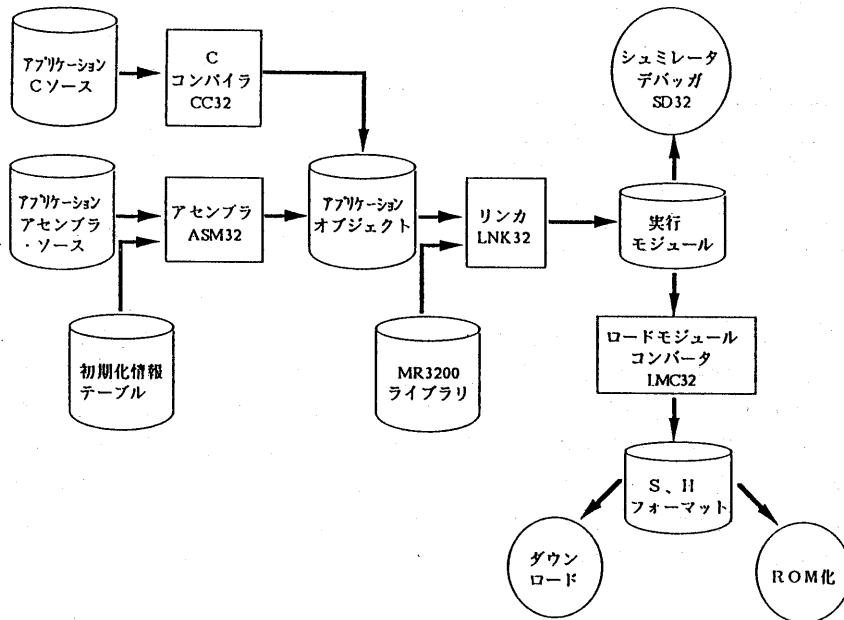 アプリケーション
Cソース
C
コンパイラ
CC32
シュミレータ
デバッガ
SD32
アプリケーション
アセンブラ
・ソース
アセンブラ
ASM32
アプリケーション
オブジェクト
リンカ
LNK32
実行
モジュール
初期化情報
テーブル
MR3200
ライブラリ
ロードモジュール
コンバータ
LMC32
S、H
フォーマット
ダウン
ロード
ROM化